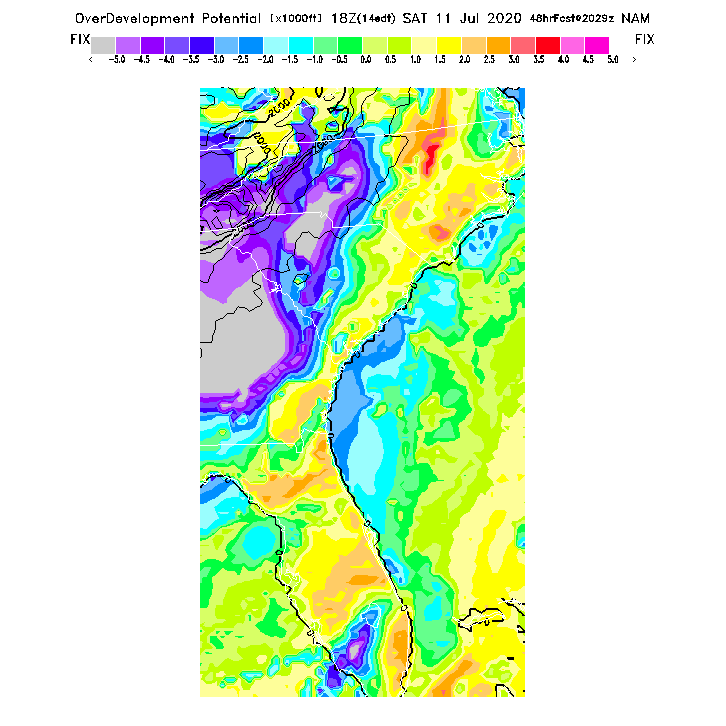 OverDevelopment Potential [x1000ft] 18Z(14edt) SAT 11 Jul 2020 48hrFcst@2029z NAM
FIX FIX
< -5.0 -4.5 -4.0 -3.5 -3.0 -2.5 -2.0 -1.5 -1.0 -0.5 0.0 0.5 1.0 1.5 2.0 2.5 3.0 3.5 4.0 4.5 5.0 >
2000
2000